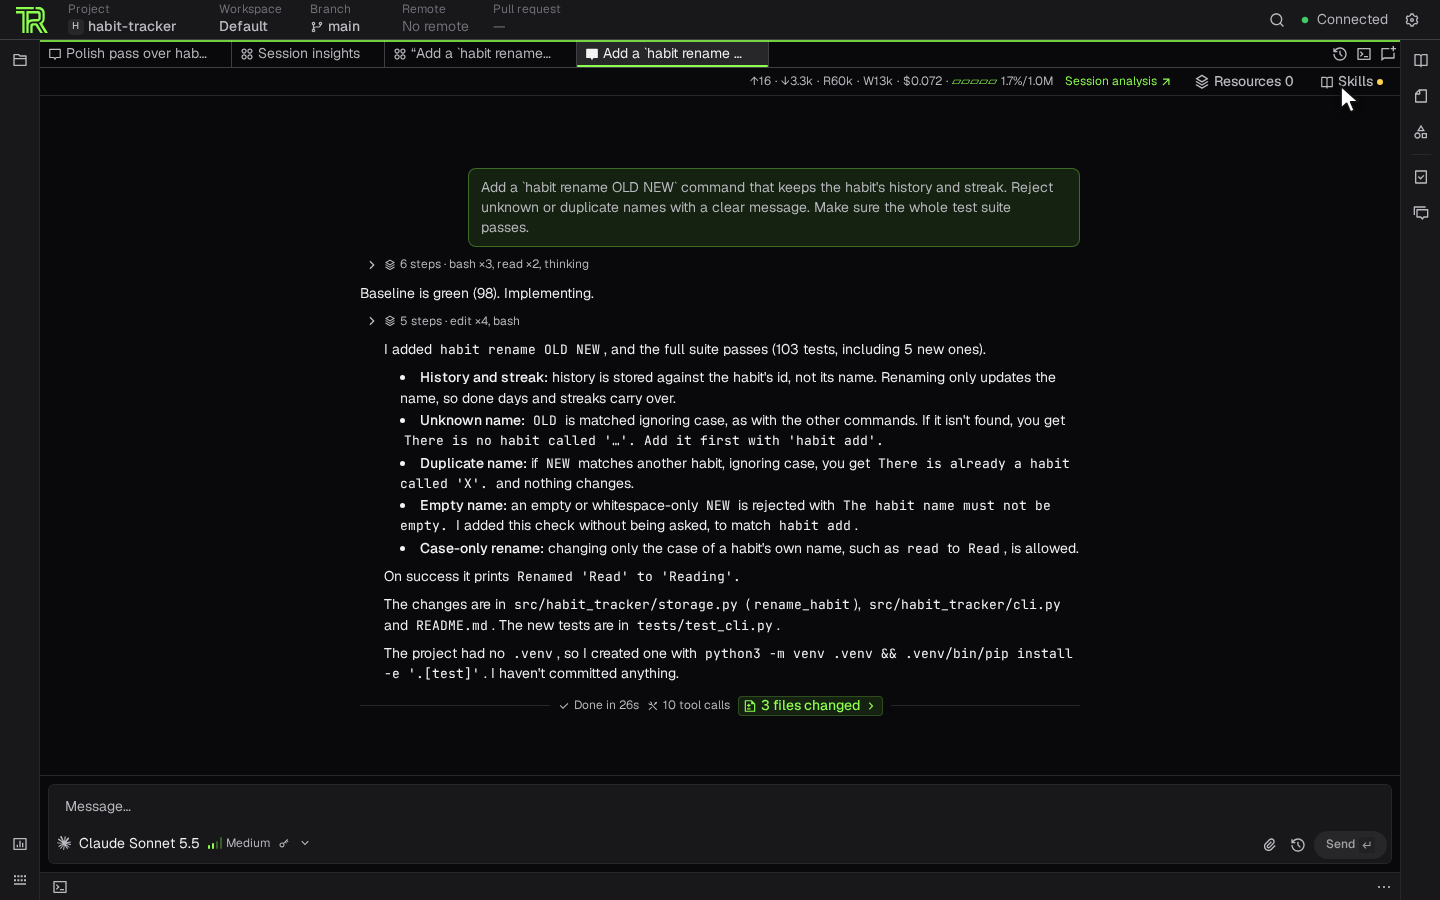 Project
H habit-tracker
Workspace
Default
Branch
main
Remote
No remote
Pull request
—
Connected
Polish pass over hab…
Session insights
“Add a `habit rename…
Add a `habit rename …
↑16 · ↓3.3k · R60k · W13k · $0.072 · 1.7%/1.0M
Session analysis ↗
Resources 0
Skills
Add a `habit rename OLD NEW` command that keeps the habit's history and streak. Reject
unknown or duplicate names with a clear message. Make sure the whole test suite
passes.
6 steps · bash ×3, read ×2, thinking
Baseline is green (98). Implementing.
5 steps · edit ×4, bash
I added habit rename OLD NEW, and the full suite passes (103 tests, including 5 new ones).
• History and streak: history is stored against the habit's id, not its name. Renaming only updates the
name, so done days and streaks carry over.
• Unknown name: OLD is matched ignoring case, as with the other commands. If it isn't found, you get
There is no habit called '…'. Add it first with 'habit add'.
• Duplicate name: if NEW matches another habit, ignoring case, you get There is already a habit
called 'X'. and nothing changes.
• Empty name: an empty or whitespace-only NEW is rejected with The habit name must not be
empty. I added this check without being asked, to match habit add.
• Case-only rename: changing only the case of a habit's own name, such as read to Read, is allowed.
On success it prints Renamed 'Read' to 'Reading'.
The changes are in src/habit_tracker/storage.py (rename_habit), src/habit_tracker/cli.py
and README.md. The new tests are in tests/test_cli.py.
The project had no .venv, so I created one with python3 -m venv .venv && .venv/bin/pip install
-e '.[test]'. I haven't committed anything.
Done in 26s 10 tool calls 3 files changed
Message…
Claude Sonnet 5.5 Medium
Send